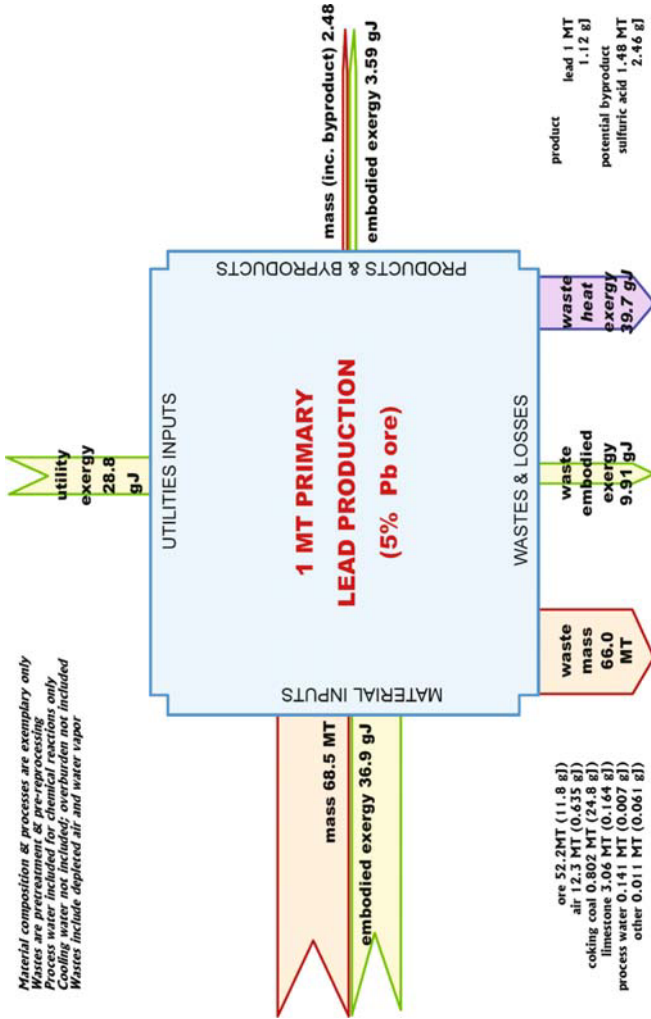 Material composition & processes are exemplary only
Wastes are pretreatment & pre-reprocessing
Process water included for chemical reactions only
Cooling water not included; overburden not included
Wastes include depleted air and water vapor
utility
exergy
28.8
gJ
UTILITIES INPUTS
MATERIAL INPUTS
mass 68.5 MT
embodied exergy 36.9 gJ
1 MT PRIMARY
LEAD PRODUCTION
(5% Pb ore)
PRODUCTS & BYPRODUCTS
mass (inc. byproduct) 2.48
embodied exergy 3.59 gJ
WASTES & LOSSES
waste
mass
66.0
MT
waste
embodied
exergy
9.91 gJ
waste
heat
exergy
39.7 gJ
ore 52.2MT (11.8 gJ)
air 12.3 MT (0.635 gJ)
coking coal 0.802 MT (24.8 gJ)
limestone 3.06 MT (0.164 gJ)
process water 0.141 MT (0.007 gJ)
other 0.011 MT (0.061 gJ)
product
lead 1 MT
1.12 gJ
potential byproduct
sulfuric acid 1.48 MT
2.46 gJ